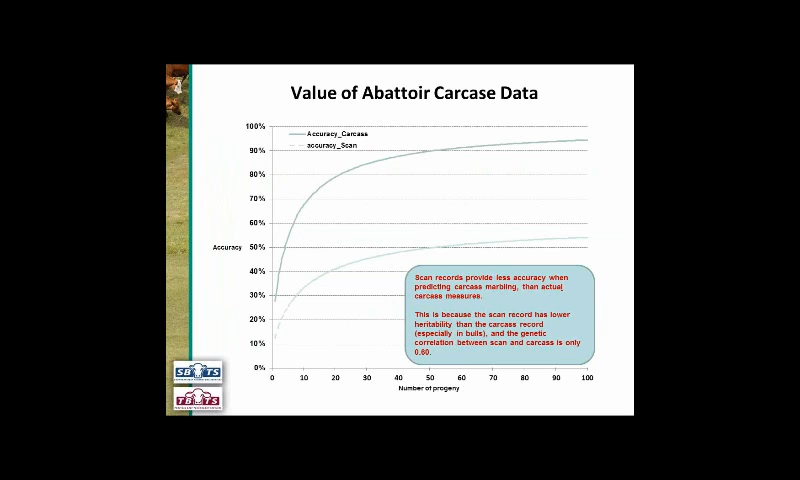 Value of Abattoir Carcase Data
100%
90%
80%
70%
60%
50%
40%
30%
20%
10%
0%
Accuracy_Carcass
accuracy_Scan
Accuracy
Scan records provide less accuracy when
predicting carcass marbling, than actual
carcass measures.
This is because the scan record has lower
heritability than the carcass record
(especially in bulls), and the genetic
correlation between scan and carcass is only
0.60.
0 10 20 30 40 50 60 70 80 90 100
Number of progeny
SBTS
TBTS